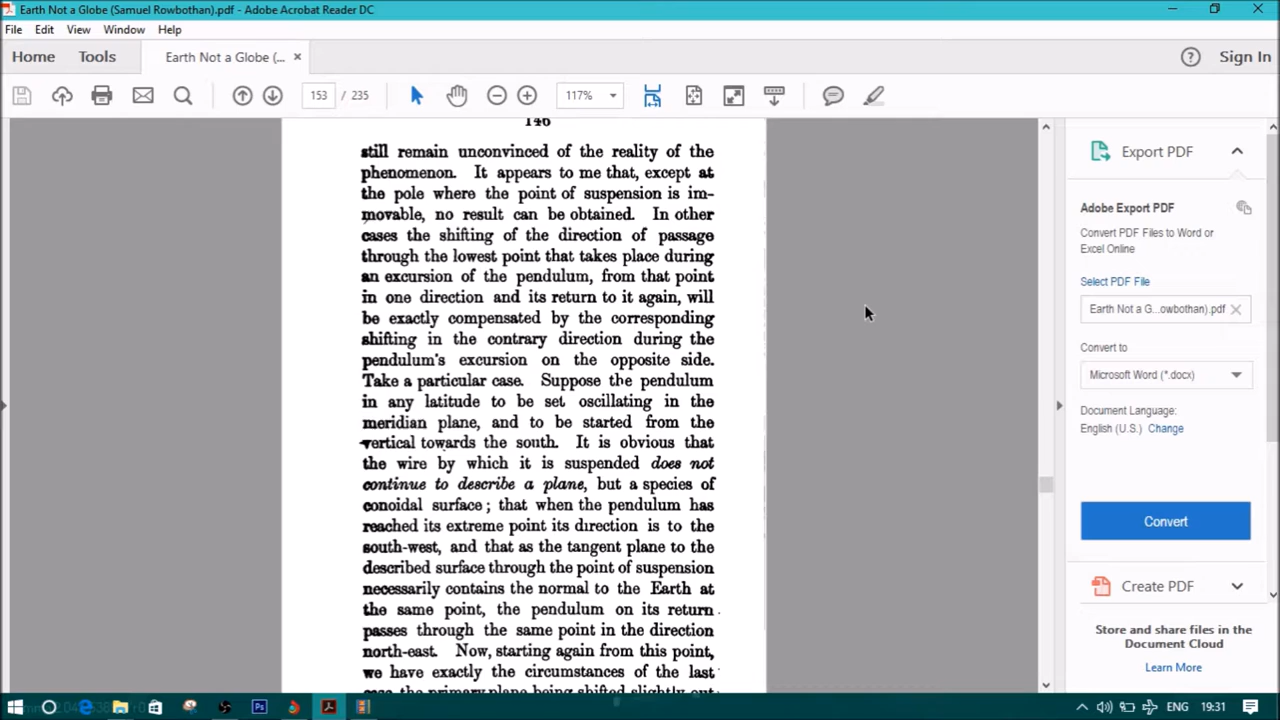 Earth Not a Globe (Samuel Rowbothan).pdf - Adobe Acrobat Reader DC
File Edit View Window Help
Home Tools Earth Not a Globe (... × Sign In
153 / 235 117%
146
still remain unconvinced of the reality of the
phenomenon. It appears to me that, except at
the pole where the point of suspension is im-
movable, no result can be obtained. In other
cases the shifting of the direction of passage
through the lowest point that takes place during
an excursion of the pendulum, from that point
in one direction and its return to it again, will
be exactly compensated by the corresponding
shifting in the contrary direction during the
pendulum's excursion on the opposite side.
Take a particular case. Suppose the pendulum
in any latitude to be set oscillating in the
meridian plane, and to be started from the
vertical towards the south. It is obvious that
the wire by which it is suspended does not
continue to describe a plane, but a species of
conoidal surface; that when the pendulum has
reached its extreme point its direction is to the
south-west, and that as the tangent plane to the
described surface through the point of suspension
necessarily contains the normal to the Earth at
the same point, the pendulum on its return
passes through the same point in the direction
north-east. Now, starting again from this point,
we have exactly the circumstances of the last
case, the primary plane being shifted slightly out
Export PDF
Adobe Export PDF
Convert PDF Files to Word or
Excel Online
Select PDF File
Earth Not a G...owbothan).pdf ×
Convert to
Microsoft Word (*.docx)
Document Language:
English (U.S.) Change
Convert
Create PDF
Store and share files in the
Document Cloud
Learn More
ENG 19:31